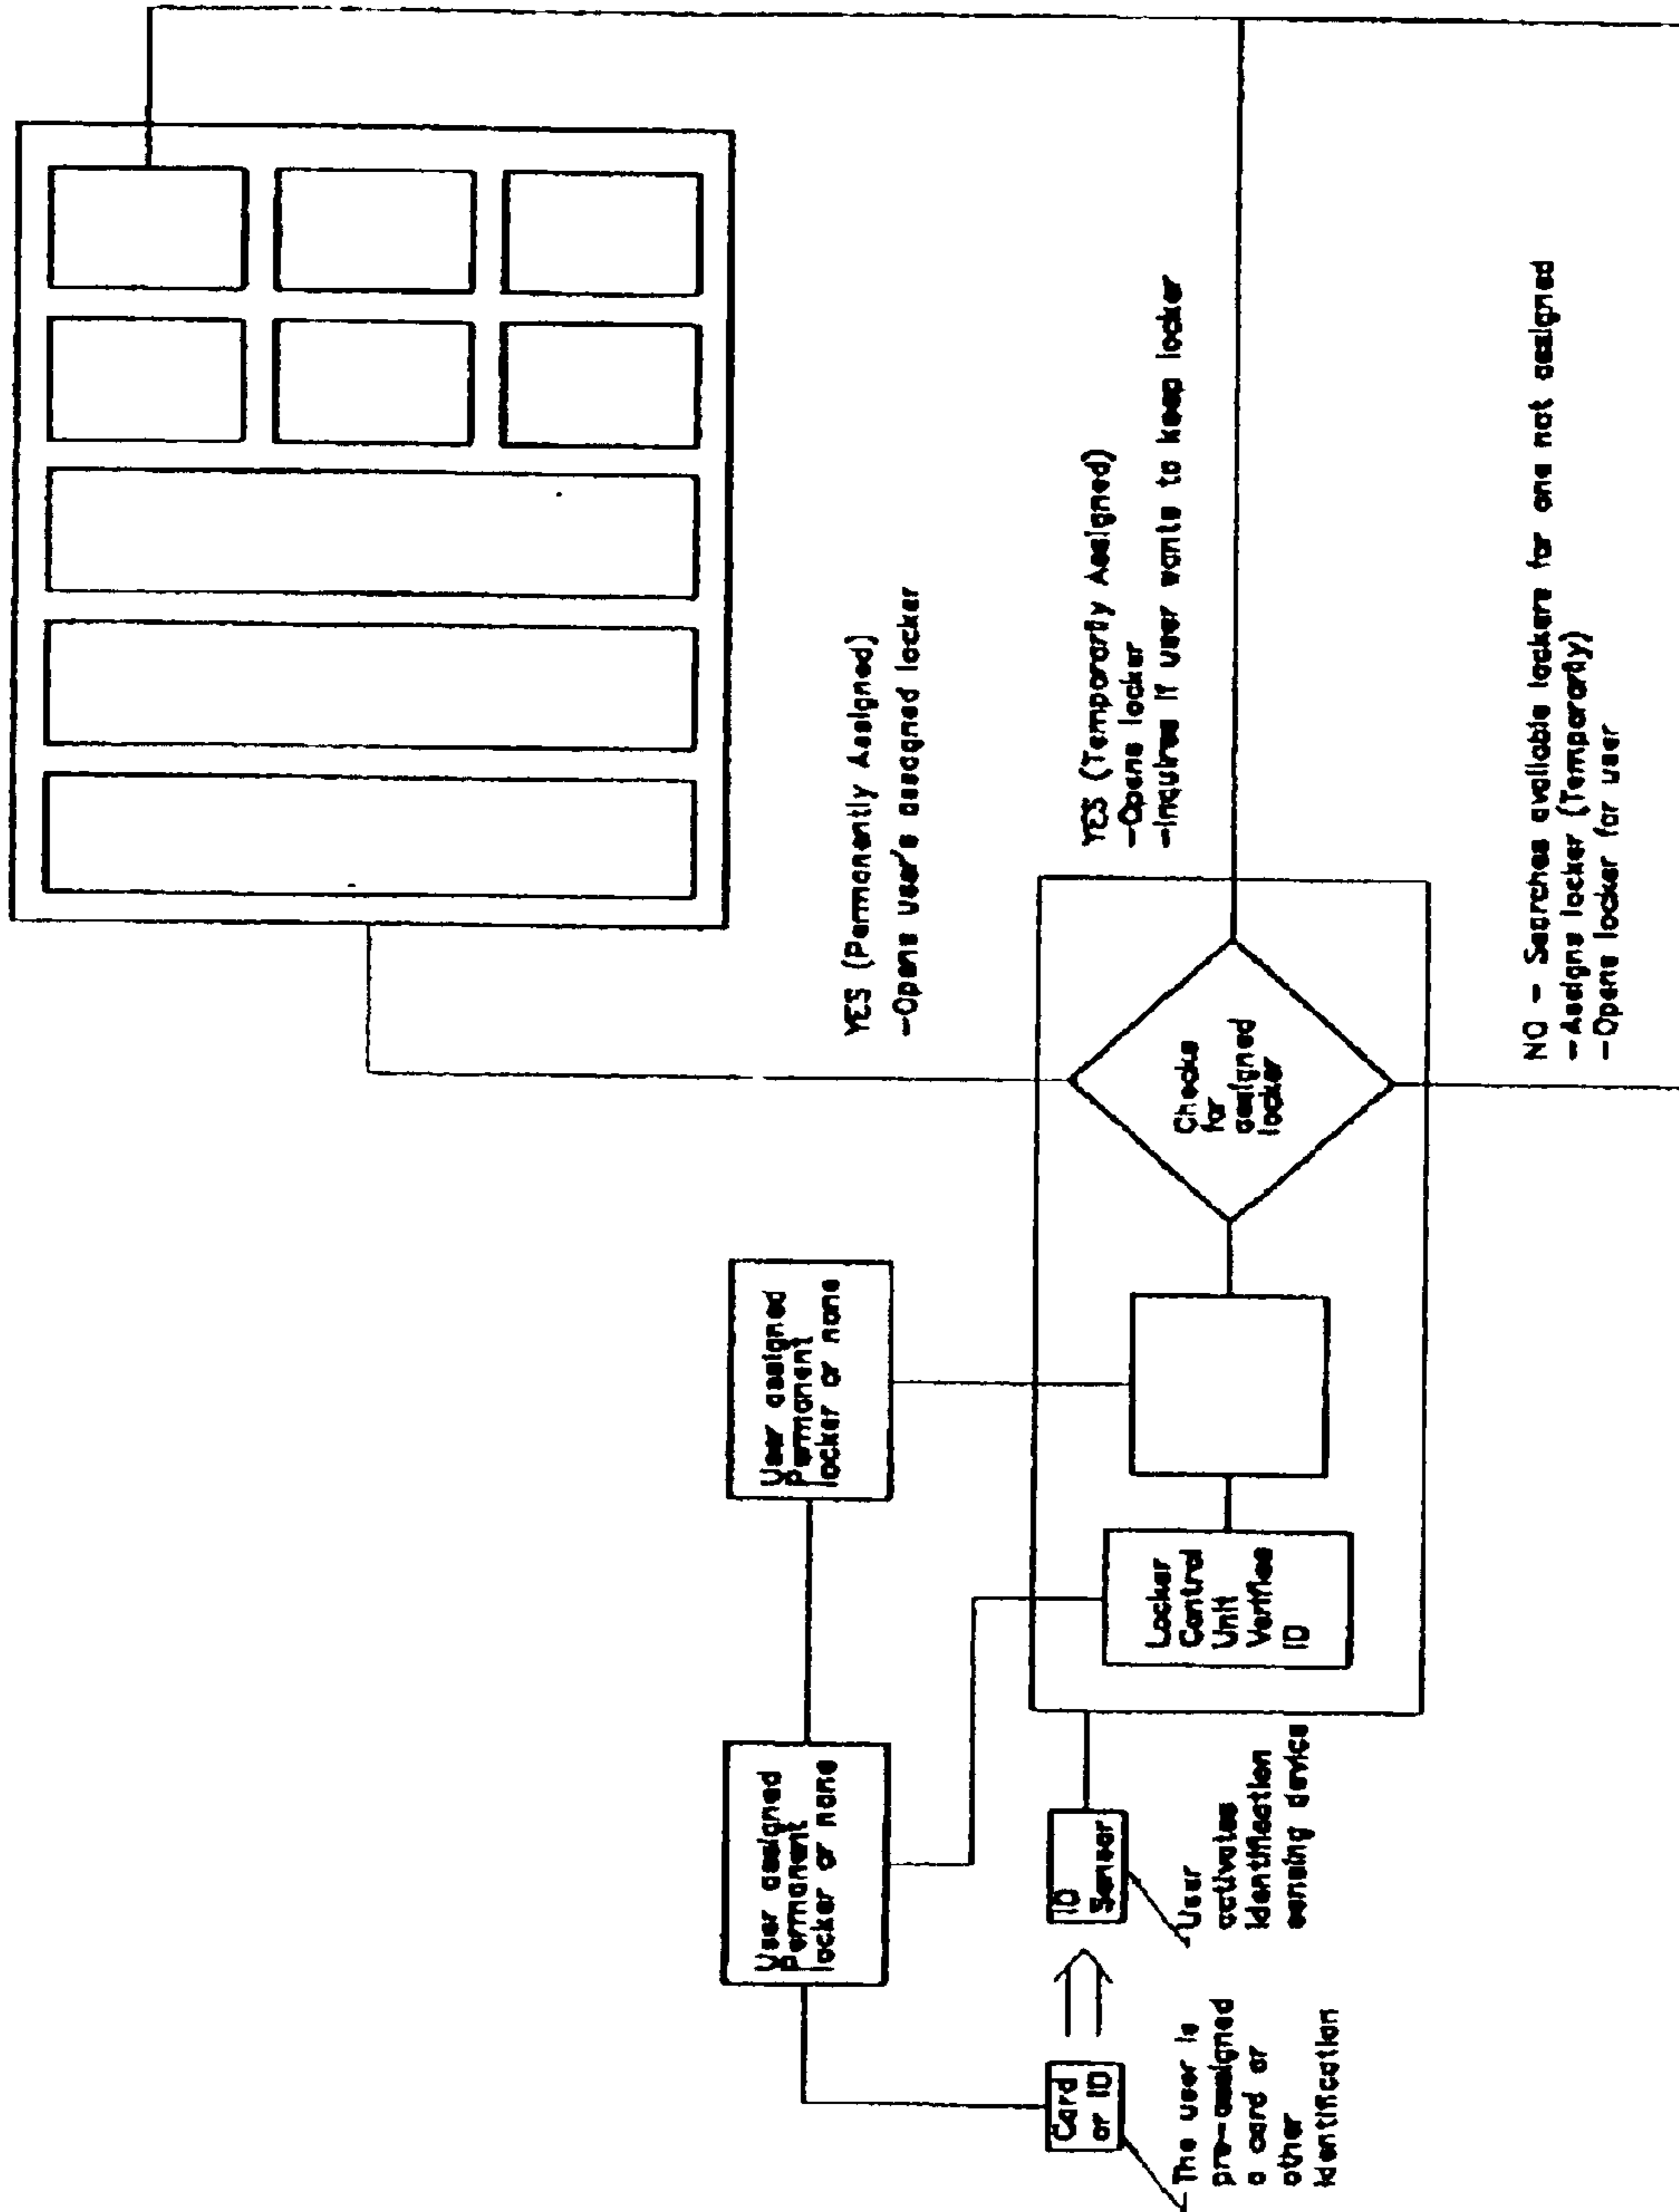 YES (Permanently Assigned)
-Opens user's assigned locker
YES (Temporarily Assigned)
-Opens locker
-Inquires if user wants to keep locker
NO - Searches available lockers for one not assigned
-Assigns locker (Temporarily)
-Opens locker for user
User assigned
Permanent
locker or none
User assigned
Permanent
locker or none
Card
or ID
ID
Sensor
Locker
Control
Unit
Verifies
ID
Checks
for
assigned
locker
The user is
pre-assigned
a card or
other
identification
User
activates
identification
sensing device